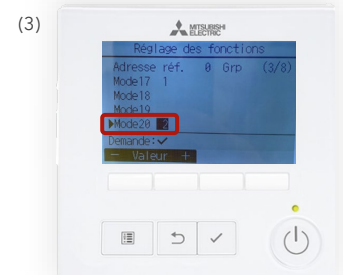 (3)
MITSUBISHI
ELECTRIC
Réglage des fonctions
Adresse réf. 0 Grp (3/8)
Mode17 1
Mode18
Mode19
▶Mode20 2
Demande:✓
- Valeur +